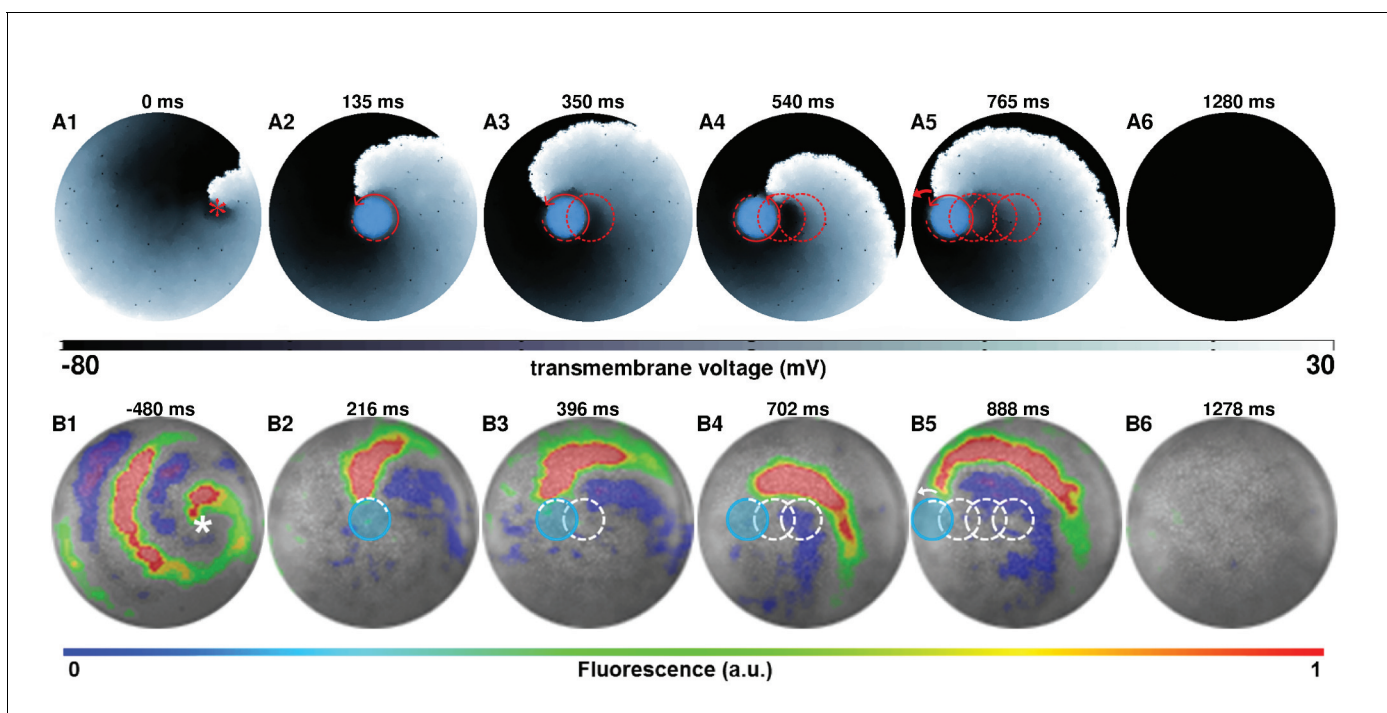 0 ms 135 ms 350 ms 540 ms 765 ms 1280 ms
A1 A2 A3 A4 A5 A6
*
-80 transmembrane voltage (mV) 30
-480 ms 216 ms 396 ms 702 ms 888 ms 1278 ms
B1 B2 B3 B4 B5 B6
*
0 Fluorescence (a.u.) 1